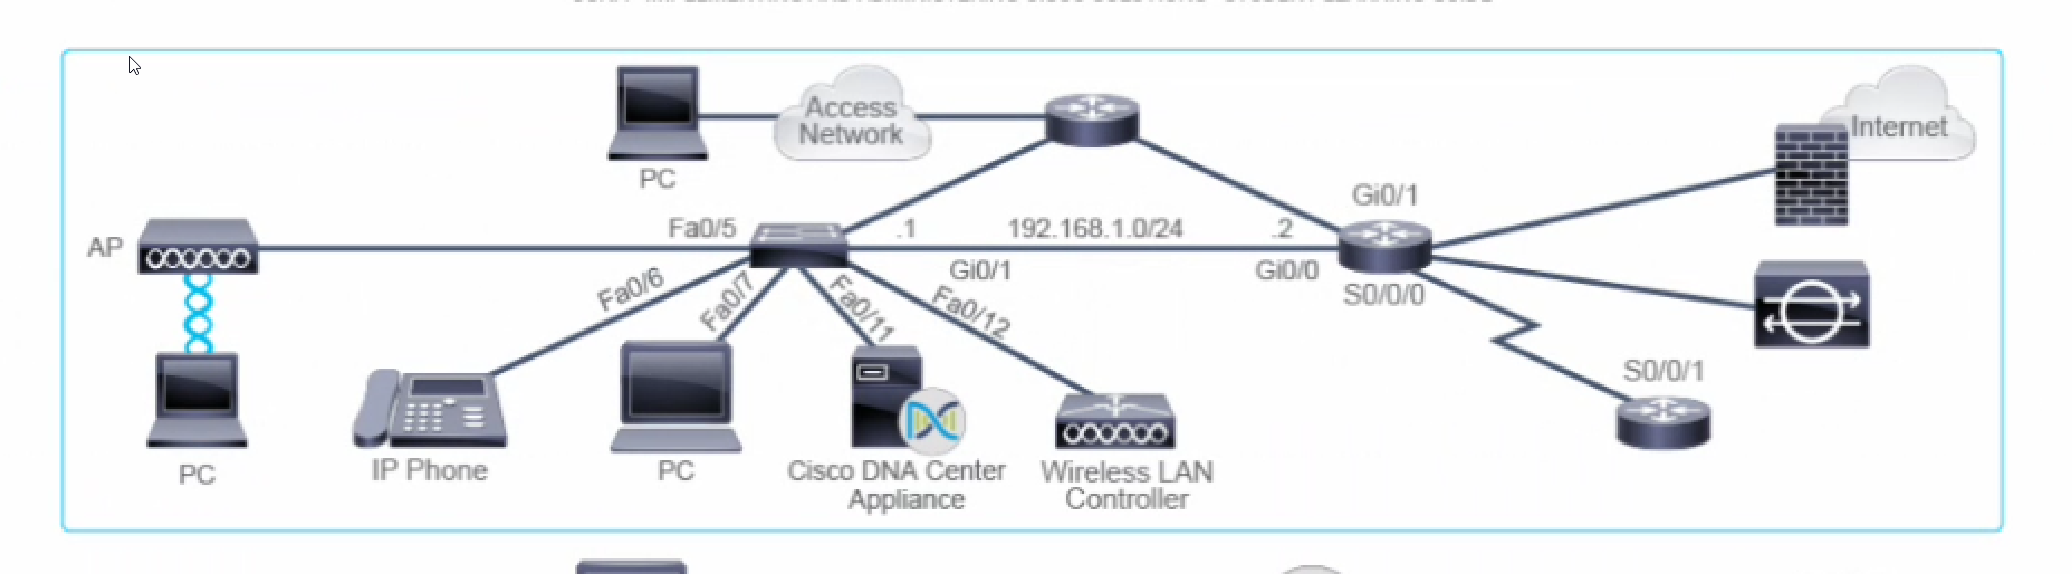 Access
Network
Internet
PC
Gi0/1
AP
Fa0/5
.1
192.168.1.0/24
.2
Fa0/6
Fa0/7
Fa0/11
Fa0/12
Gi0/1
Gi0/0
S0/0/0
S0/0/1
PC
IP Phone
PC
Cisco DNA Center
Appliance
Wireless LAN
Controller